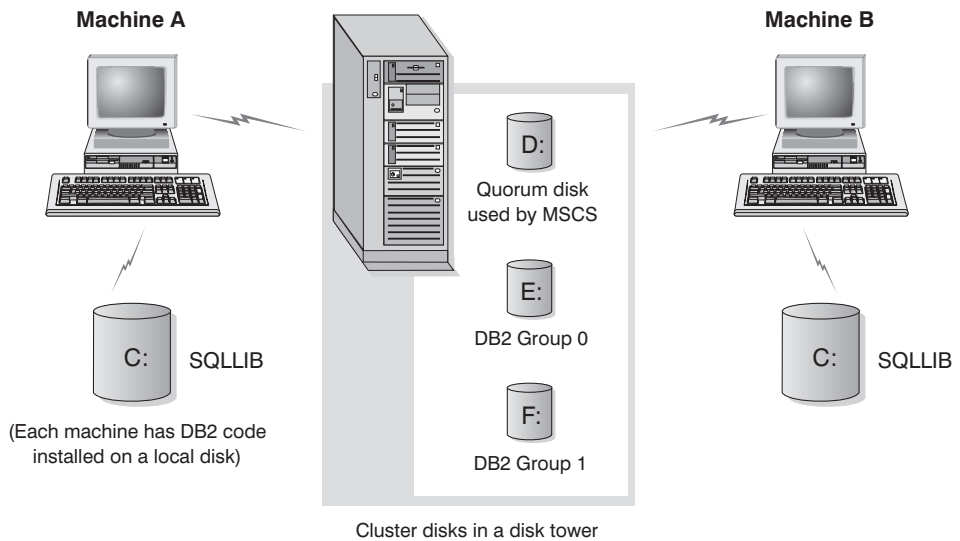 Machine A
Machine B
D:
Quorum disk
used by MSCS
E:
DB2 Group 0
C:
SQLLIB
C:
SQLLIB
F:
(Each machine has DB2 code
installed on a local disk)
DB2 Group 1
Cluster disks in a disk tower